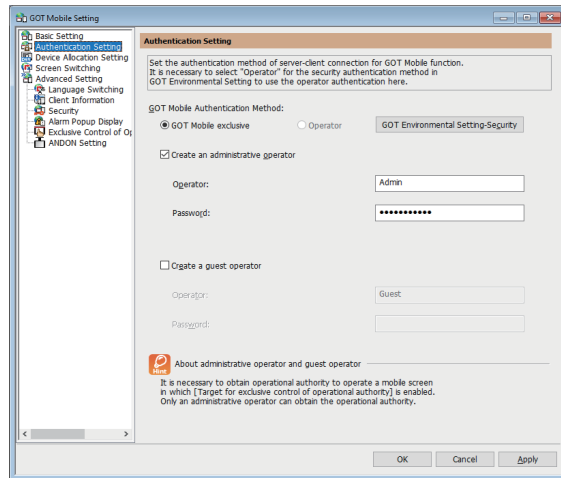 GOT Mobile Setting
Basic Setting
Authentication Setting
Device Allocation Setting
Screen Switching
Advanced Setting
Language Switching
Client Information
Security
Alarm Popup Display
Exclusive Control of Op
ANDON Setting
Authentication Setting
Set the authentication method of server-client connection for GOT Mobile function.
It is necessary to select "Operator" for the security authentication method in
GOT Environmental Setting to use the operator authentication here.
GOT Mobile Authentication Method:
GOT Mobile exclusive
Operator
GOT Environmental Setting-Security
Create an administrative operator
Operator:
Admin
Password:
●●●●●●●●●●●
Create a guest operator
Operator:
Guest
Password:
Hint
About administrative operator and guest operator
It is necessary to obtain operational authority to operate a mobile screen
in which [Target for exclusive control of operational authority] is enabled.
Only an administrative operator can obtain the operational authority.
OK
Cancel
Apply